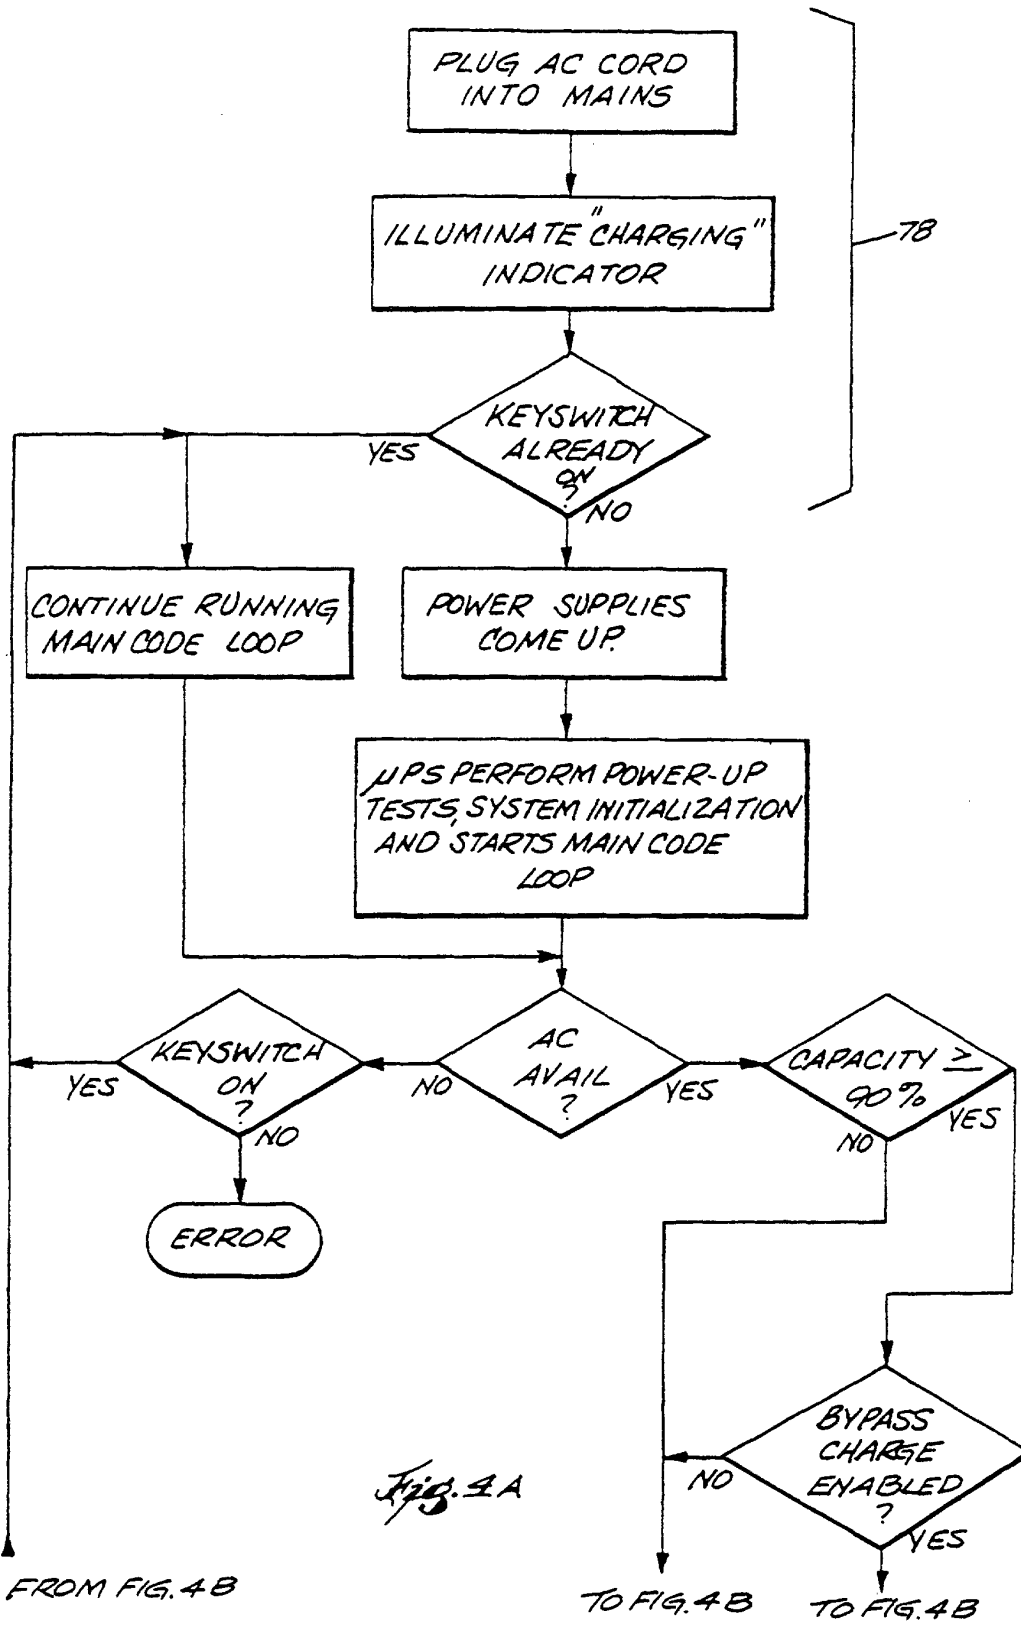 PLUG AC CORD
INTO MAINS
ILLUMINATE "CHARGING"
INDICATOR
78
KEYSWITCH
ALREADY
ON
?
YES
NO
CONTINUE RUNNING
MAIN CODE LOOP
POWER SUPPLIES
COME UP.
µPS PERFORM POWER-UP
TESTS, SYSTEM INITIALIZATION
AND STARTS MAIN CODE
LOOP
KEYSWITCH
ON
?
YES
NO
AC
AVAIL
?
NO
YES
CAPACITY ≥
90%
NO
YES
ERROR
BYPASS
CHARGE
ENABLED
?
NO
YES
Fig. 4A
FROM FIG. 4B
TO FIG. 4B
TO FIG. 4B